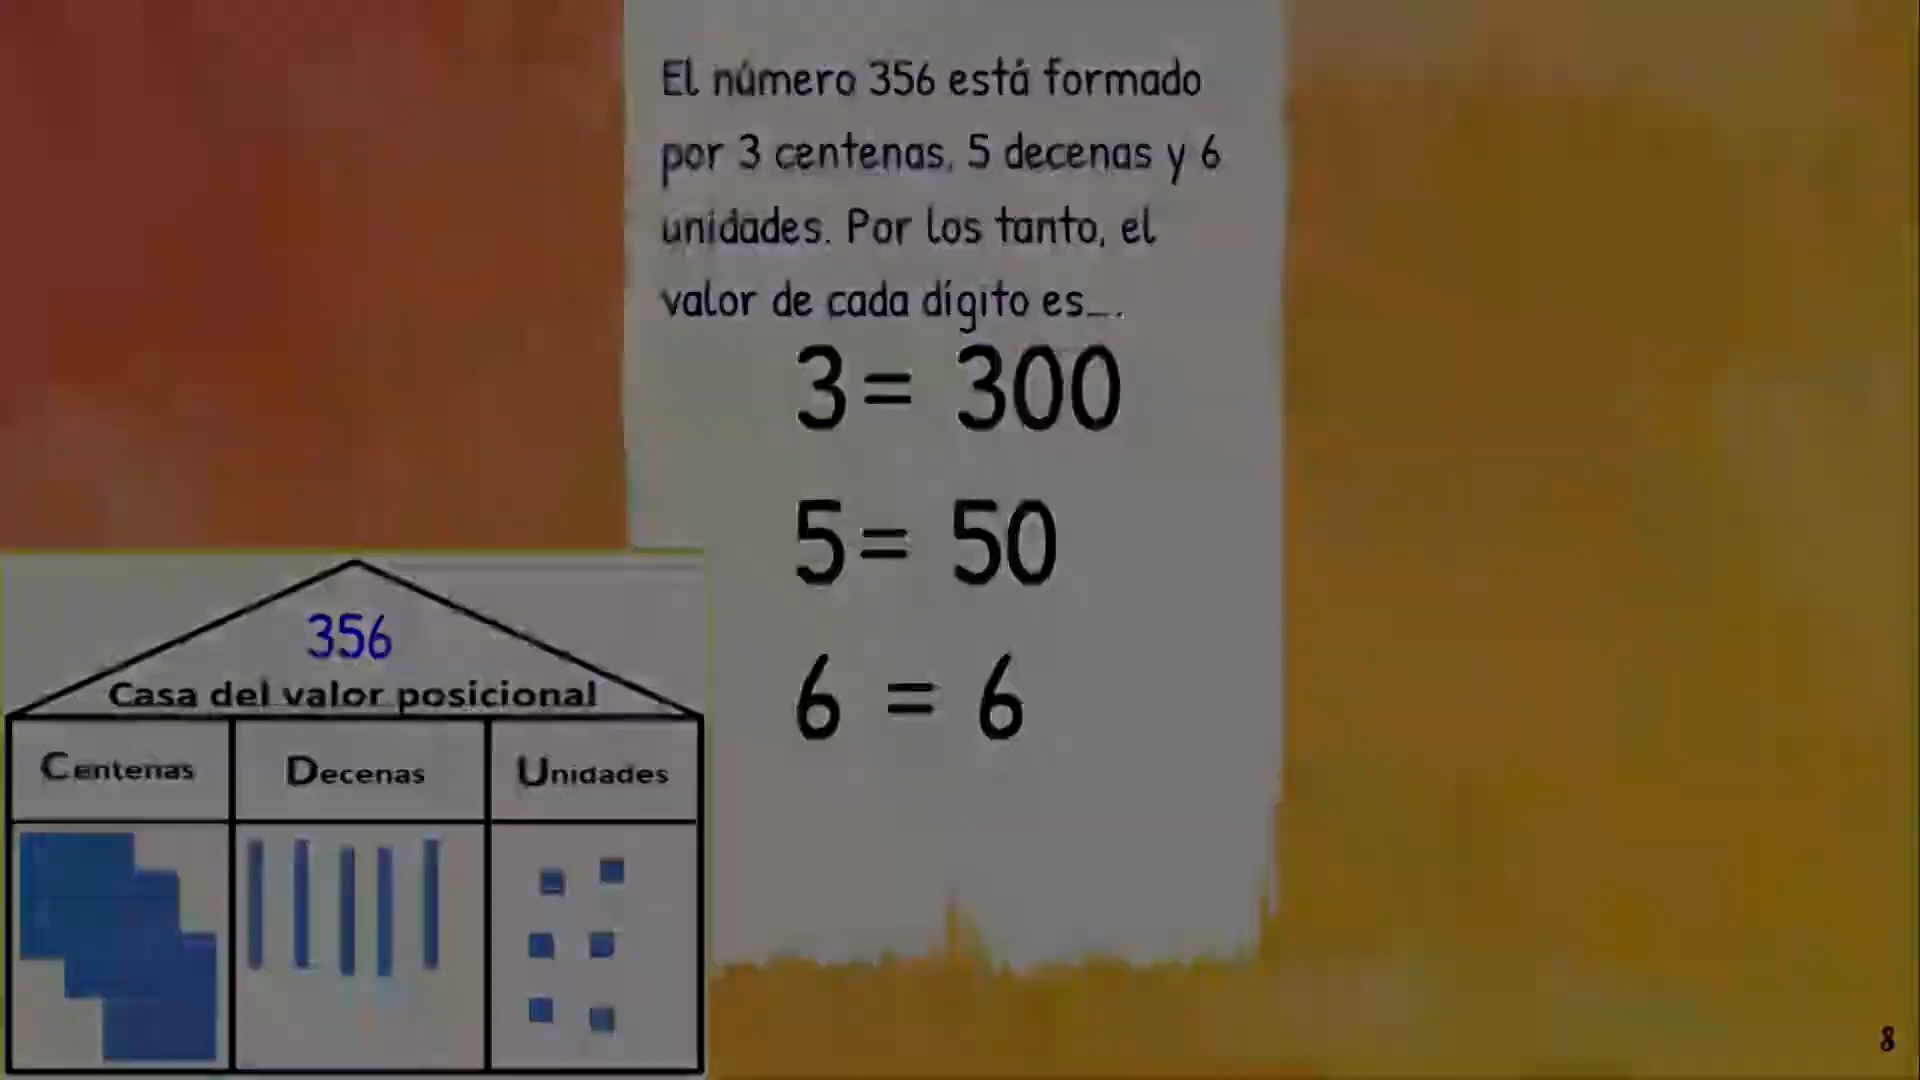 El número 356 está formado
por 3 centenas, 5 decenas y 6
unidades. Por los tanto, el
valor de cada dígito es....
3= 300
5= 50
6 = 6
356
Casa del valor posicional
Centenas Decenas Unidades
8